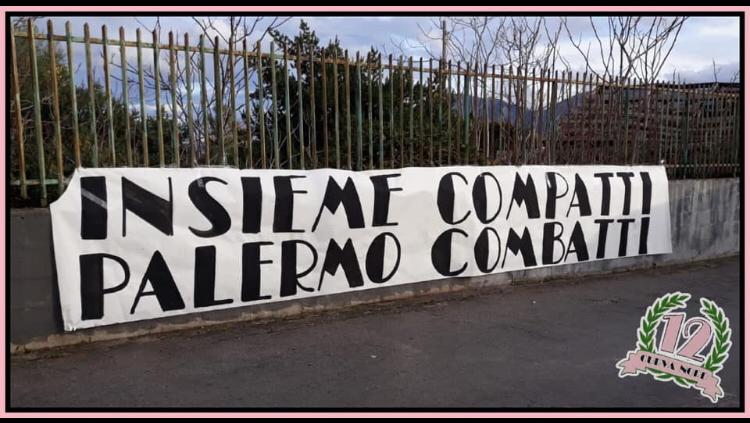 INSIEME COMPATTI
PALERMO COMBATTI
12
CURVA NORD